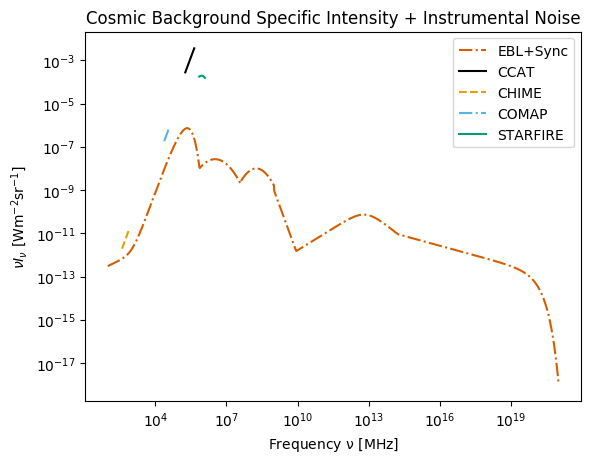 Cosmic Background Specific Intensity + Instrumental Noise
νI_ν [Wm⁻²sr⁻¹]
10⁻³
10⁻⁵
10⁻⁷
10⁻⁹
10⁻¹¹
10⁻¹³
10⁻¹⁵
10⁻¹⁷
EBL+Sync
CCAT
CHIME
COMAP
STARFIRE
10⁴ 10⁷ 10¹⁰ 10¹³ 10¹⁶ 10¹⁹
Frequency ν [MHz]